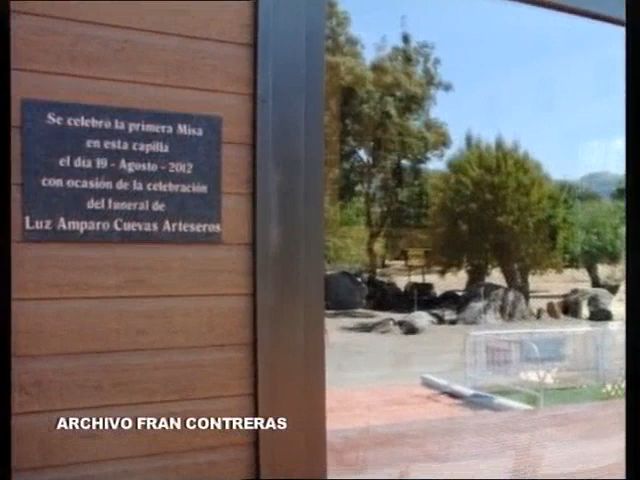 Se celebró la primera Misa
en esta capilla
el día 19 - Agosto - 2012
con ocasión de la celebración
del funeral de
Luz Amparo Cuevas Arteseros
ARCHIVO FRAN CONTRERAS